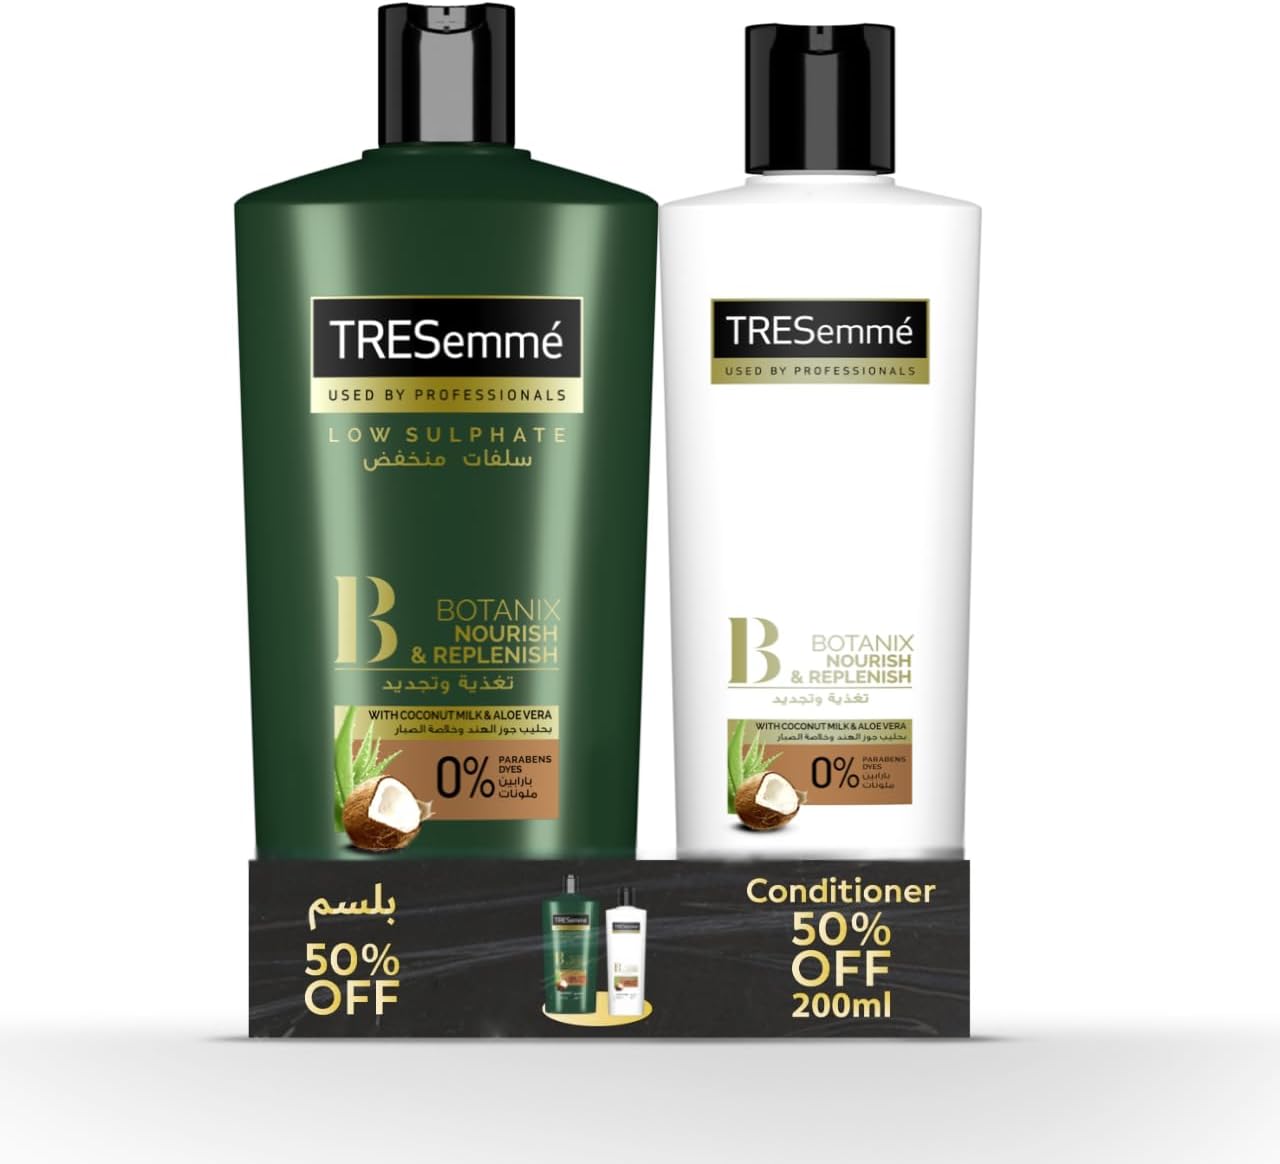 TRESemmé
USED BY PROFESSIONALS
LOW SULPHATE
سلفات منخفض
B
BOTANIX
NOURISH
& REPLENISH
تغذية وتجديد
WITH COCONUT MILK & ALOE VERA
بحليب جوز الهند وخلاصة الصبار
0%
PARABENS
DYES
بارابين
ملونات
TRESemmé
USED BY PROFESSIONALS
B
BOTANIX
NOURISH
& REPLENISH
تغذية وتجديد
WITH COCONUT MILK & ALOE VERA
بحليب جوز الهند وخلاصة الصبار
0%
PARABENS
DYES
بارابين
ملونات
بلسم
50%
OFF
TRESemmé
B
TRESemmé
B
Conditioner
50%
OFF
200ml